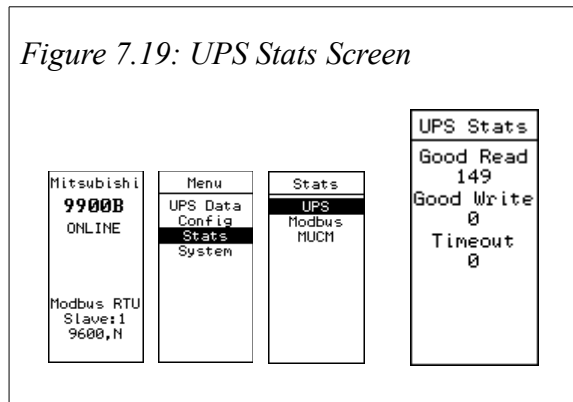 Figure 7.19: UPS Stats Screen
Mitsubishi
9900B
ONLINE
Modbus RTU
Slave:1
9600,N
Menu
UPS Data
Config
Stats
System
Stats
UPS
Modbus
MUCM
UPS Stats
Good Read
149
Good Write
0
Timeout
0